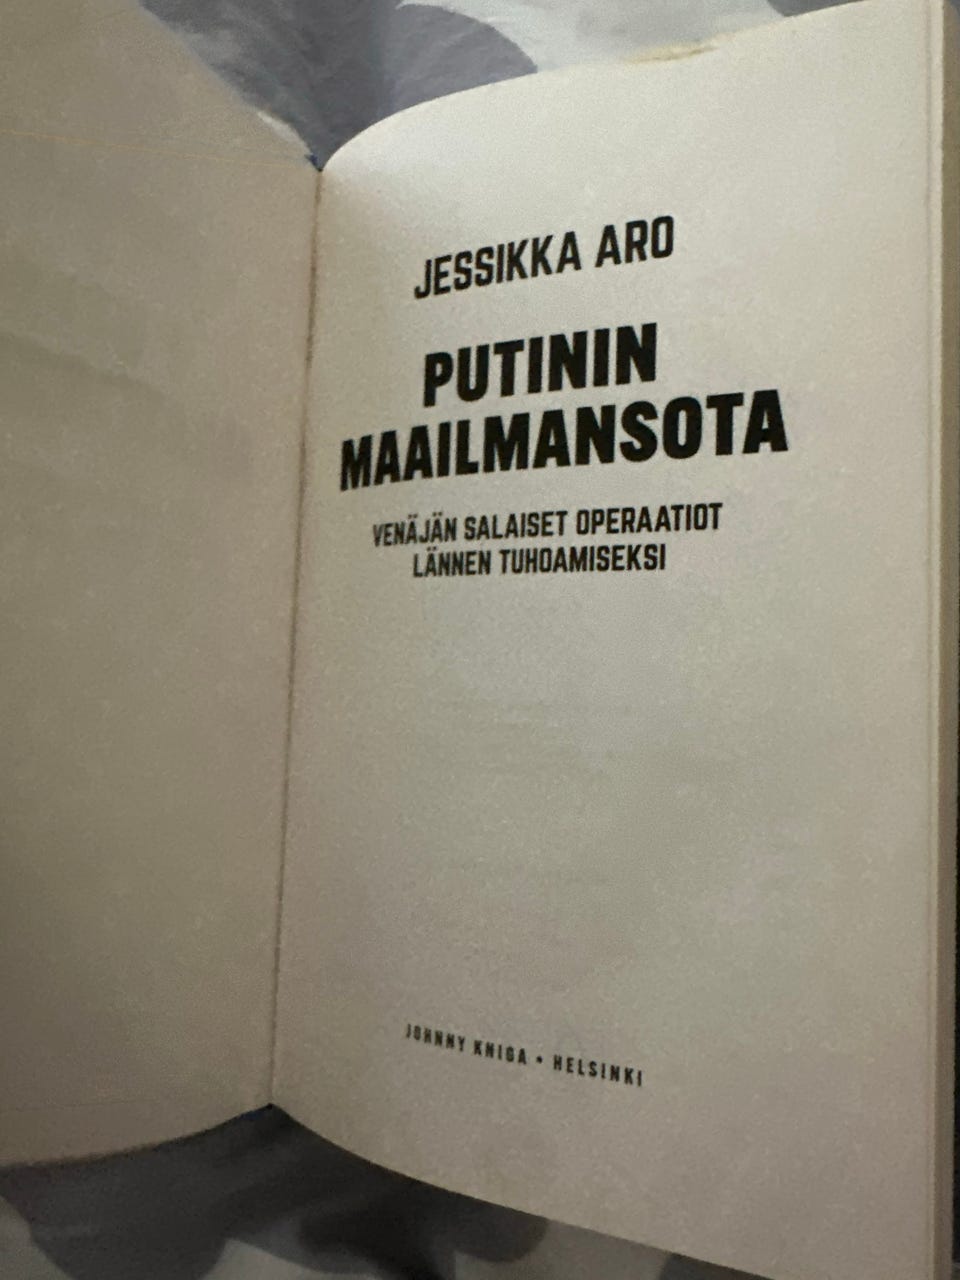 JESSIKKA ARO
PUTININ
MAAILMANSOTA
VENÄJÄN SALAISET OPERAATIOT
LÄNNEN TUHOAMISEKSI
JOHNNY KNIGA • HELSINKI